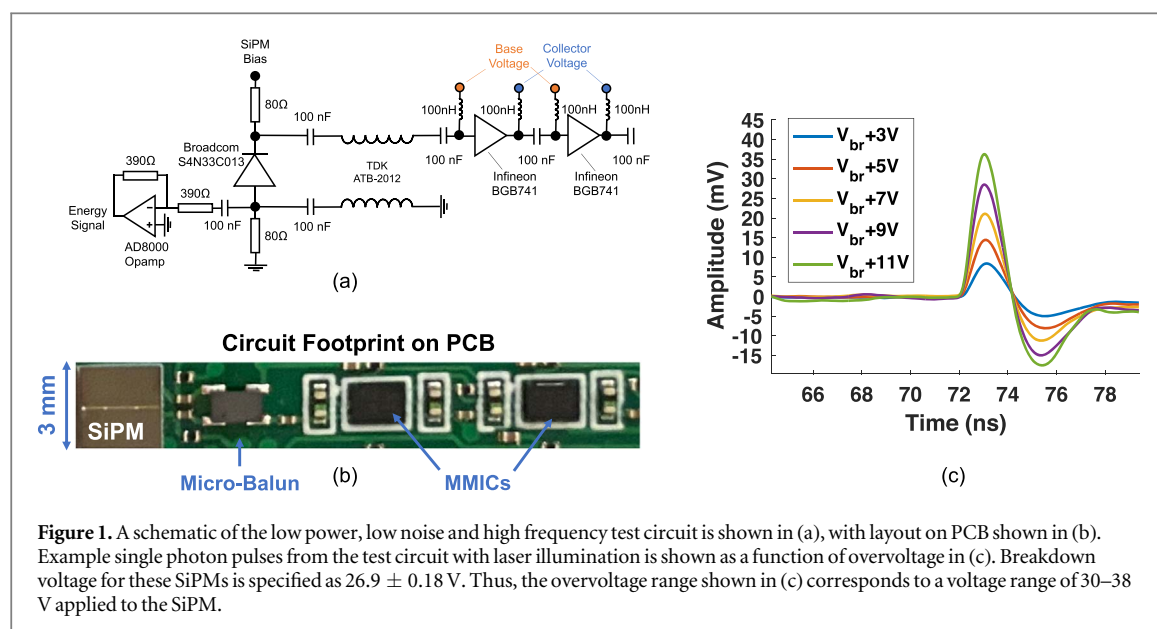 SiPM
Bias
80Ω
100 nF
Broadcom
S4N33C013
390Ω
390Ω
Energy
Signal
100 nF
AD8000
Opamp
80Ω
100 nF
TDK
ATB-2012
Base
Voltage
Collector
Voltage
100nH
100nH
100nH
100nH
100 nF
100 nF
100 nF
Infineon
BGB741
Infineon
BGB741
(a)
Circuit Footprint on PCB
3 mm
SiPM
Micro-Balun
MMICs
(b)
45
40
35
30
25
20
15
10
5
0
-5
-10
-15
Amplitude (mV)
Vbr+3V
Vbr+5V
Vbr+7V
Vbr+9V
Vbr+11V
66 68 70 72 74 76 78
Time (ns)
(c)
Figure 1. A schematic of the low power, low noise and high frequency test circuit is shown in (a), with layout on PCB shown in (b).
Example single photon pulses from the test circuit with laser illumination is shown as a function of overvoltage in (c). Breakdown
voltage for these SiPMs is specified as 26.9 ± 0.18 V. Thus, the overvoltage range shown in (c) corresponds to a voltage range of 30–38
V applied to the SiPM.